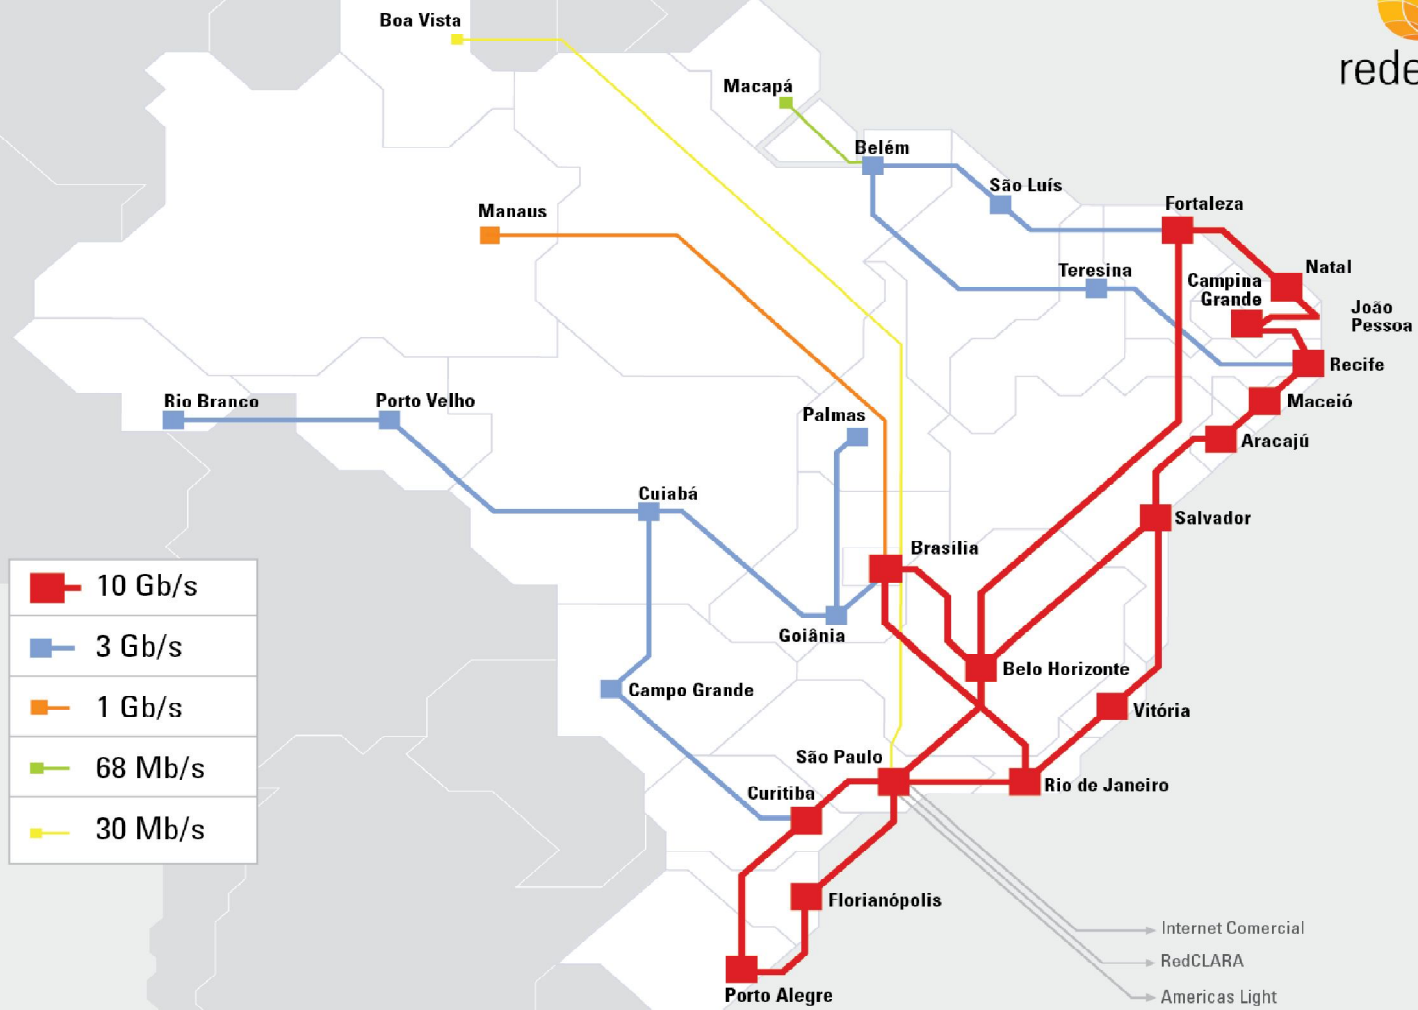 Boa Vista
Macapá
rede
Belém
São Luís
Manaus
Fortaleza
Natal
Teresina
Campina
Grande
João
Pessoa
Recife
Rio Branco
Porto Velho
Palmas
Maceió
Aracajú
Cuiabá
Salvador
Brasília
10 Gb/s
3 Gb/s
1 Gb/s
68 Mb/s
30 Mb/s
Goiânia
Belo Horizonte
Campo Grande
Vitória
São Paulo
Rio de Janeiro
Curitiba
Florianópolis
Internet Comercial
RedCLARA
Porto Alegre
Americas Light